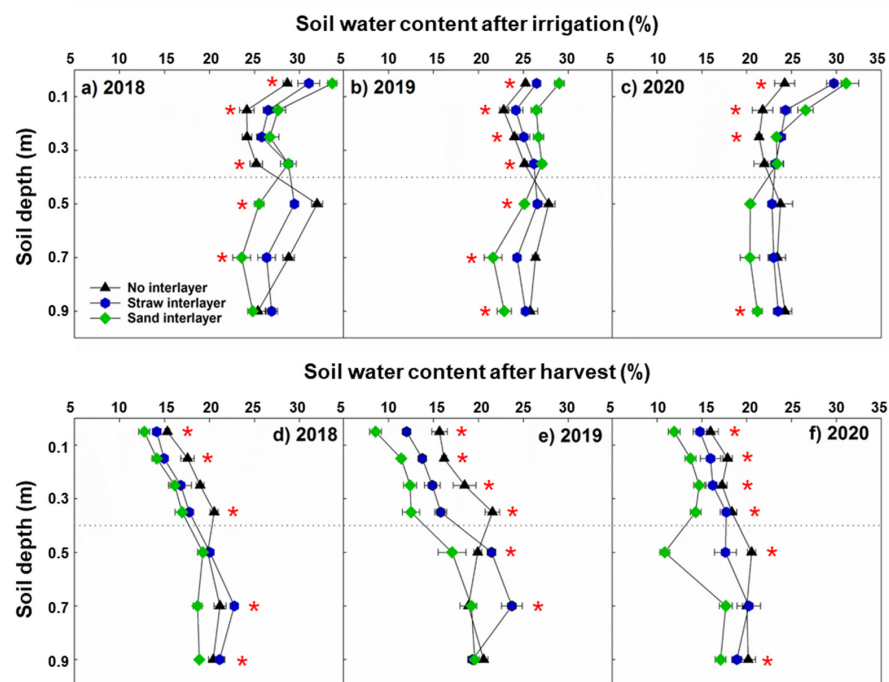 Soil water content after irrigation (%)
5 10 15 20 25 30 5 10 15 20 25 30 5 10 15 20 25 30 35
a) 2018 b) 2019 c) 2020
0.1
0.3
0.5
0.7
0.9
Soil depth (m)
* * * * * * * * * * * * * * * *
No interlayer
Straw interlayer
Sand interlayer
Soil water content after harvest (%)
5 10 15 20 25 30 5 10 15 20 25 30 5 10 15 20 25 30 35
d) 2018 e) 2019 f) 2020
0.1
0.3
0.5
0.7
0.9
Soil depth (m)
* * * * * * * * * * * * * * * * *